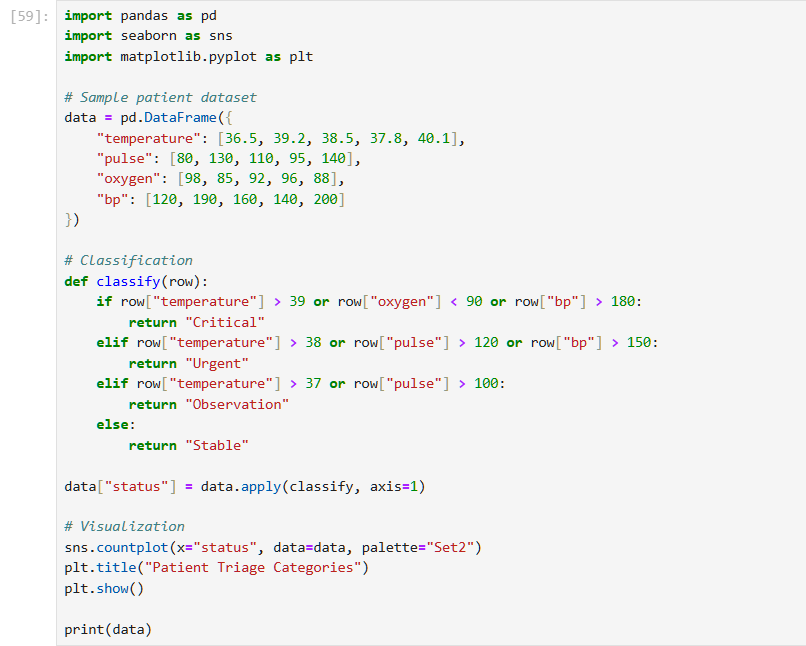 [59]: import pandas as pd
import seaborn as sns
import matplotlib.pyplot as plt
# Sample patient dataset
data = pd.DataFrame({
    "temperature": [36.5, 39.2, 38.5, 37.8, 40.1],
    "pulse": [80, 130, 110, 95, 140],
    "oxygen": [98, 85, 92, 96, 88],
    "bp": [120, 190, 160, 140, 200]
})
# Classification
def classify(row):
    if row["temperature"] > 39 or row["oxygen"] < 90 or row["bp"] > 180:
        return "Critical"
    elif row["temperature"] > 38 or row["pulse"] > 120 or row["bp"] > 150:
        return "Urgent"
    elif row["temperature"] > 37 or row["pulse"] > 100:
        return "Observation"
    else:
        return "Stable"
data["status"] = data.apply(classify, axis=1)
# Visualization
sns.countplot(x="status", data=data, palette="Set2")
plt.title("Patient Triage Categories")
plt.show()
print(data)